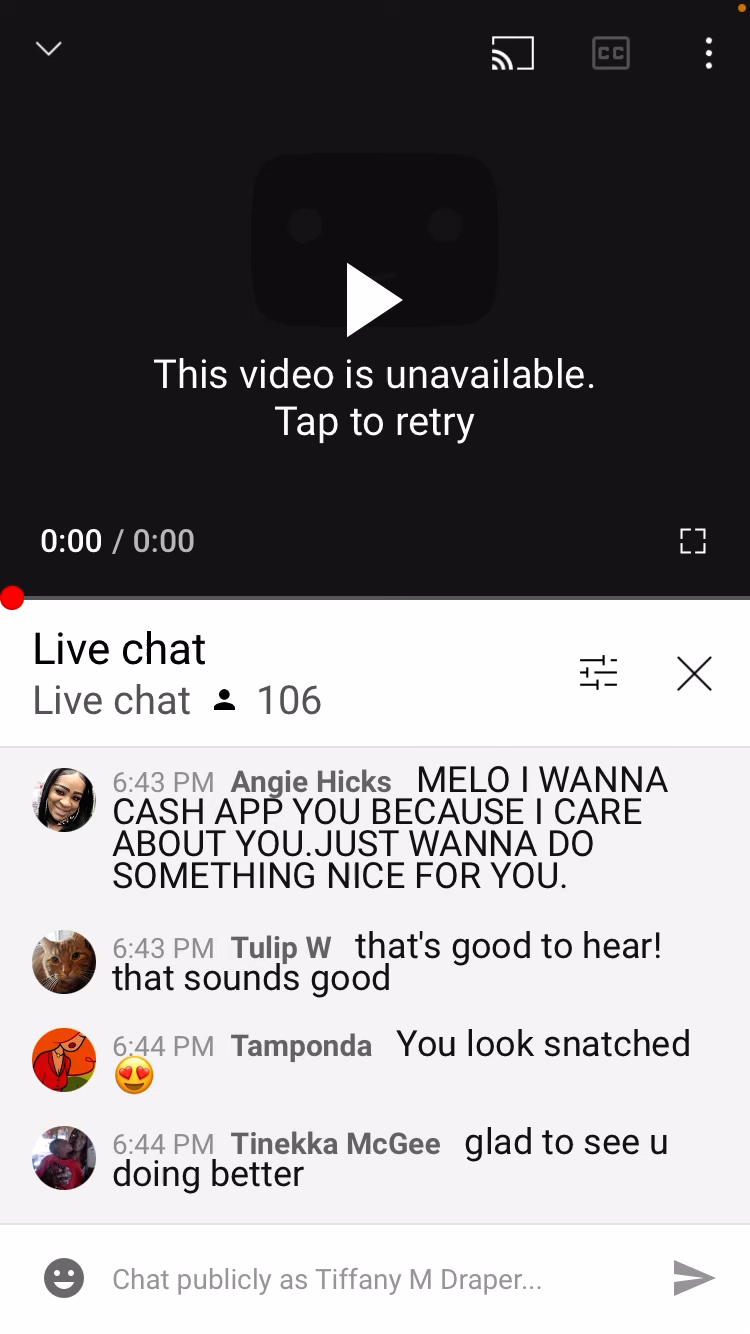 CC
This video is unavailable.
Tap to retry
0:00 / 0:00
Live chat
Live chat 106
6:43 PM Angie Hicks MELO I WANNA
CASH APP YOU BECAUSE I CARE
ABOUT YOU.JUST WANNA DO
SOMETHING NICE FOR YOU.
6:43 PM Tulip W that's good to hear!
that sounds good
6:44 PM Tamponda You look snatched
😍
6:44 PM Tinekka McGee glad to see u
doing better
Chat publicly as Tiffany M Draper...